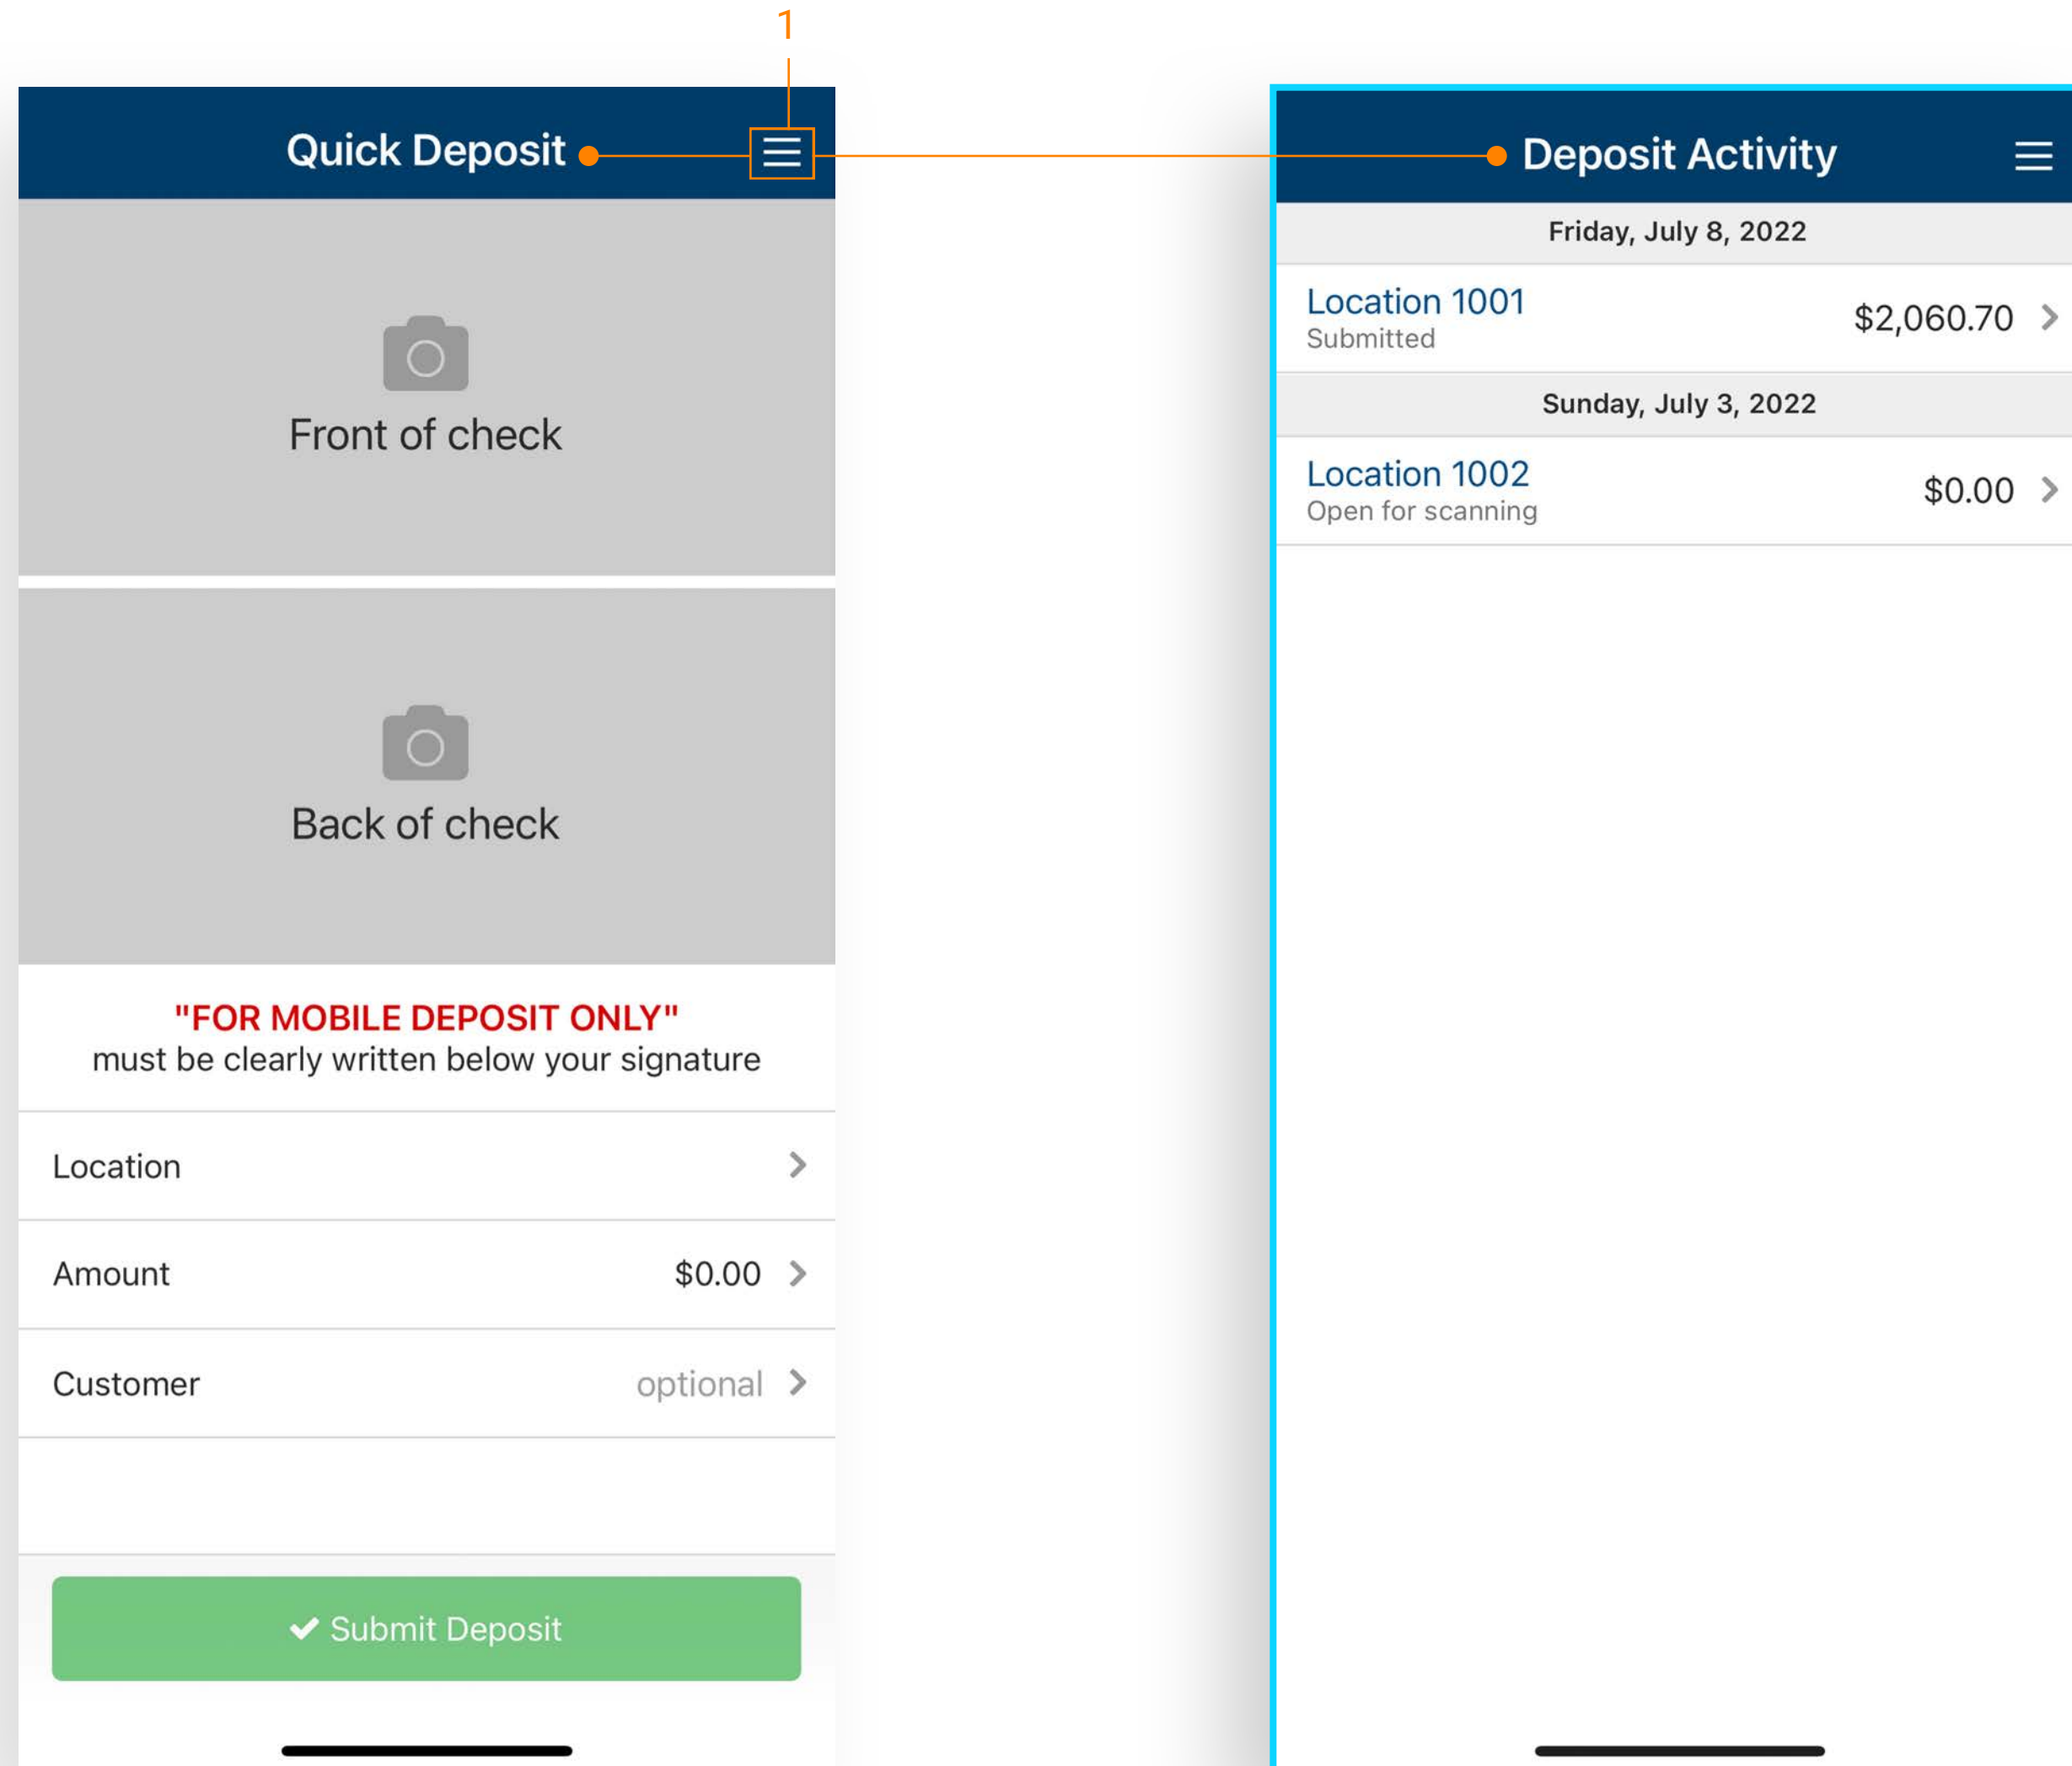 1
Quick Deposit
Front of check
Back of check
"FOR MOBILE DEPOSIT ONLY"
must be clearly written below your signature
Location
Amount $0.00
Customer optional
Submit Deposit
Deposit Activity
Friday, July 8, 2022
Location 1001
Submitted
$2,060.70
Sunday, July 3, 2022
Location 1002
Open for scanning
$0.00